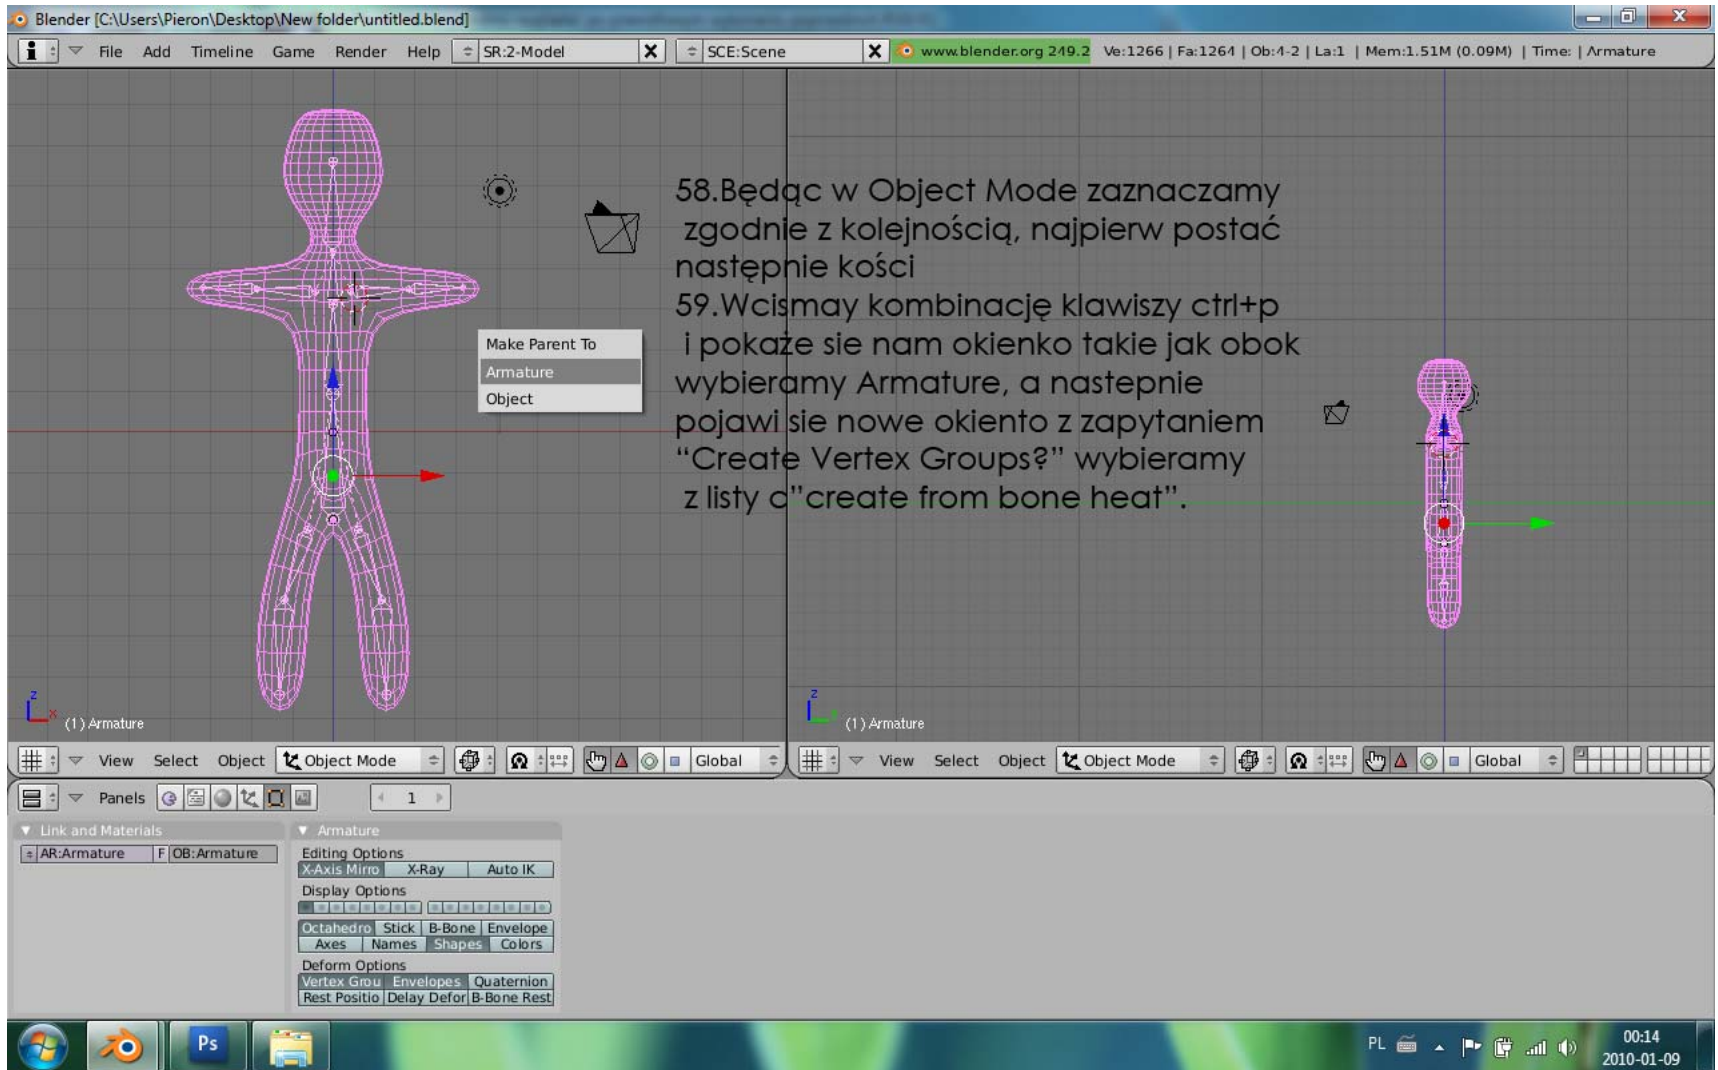 Blender [C:\Users\Pieron\Desktop\New folder\untitled.blend]
File Add Timeline Game Render Help SR:2-Model SCE:Scene www.blender.org 249.2 Ve:1266 | Fa:1264 | Ob:4-2 | La:1 | Mem:1.51M (0.09M) | Time: | Armature
58.Będąc w Object Mode zaznaczamy
zgodnie z kolejnością, najpierw postać
następnie kości
59.Wcismay kombinację klawiszy ctrl+p
i pokaże sie nam okienko takie jak obok
wybieramy Armature, a nastepnie
pojawi sie nowe okiento z zapytaniem
“Create Vertex Groups?” wybieramy
z listy c”create from bone heat”.
Make Parent To
Armature
Object
z
x
(1) Armature
z
(1) Armature
View Select Object Object Mode Global
View Select Object Object Mode Global
Panels 1
Link and Materials
AR:Armature F OB:Armature
Armature
Editing Options
X-Axis Mirro X-Ray Auto IK
Display Options
Octahedro Stick B-Bone Envelope
Axes Names Shapes Colors
Deform Options
Vertex Grou Envelopes Quaternion
Rest Positio Delay Defor B-Bone Rest
Ps
PL
00:14
2010-01-09